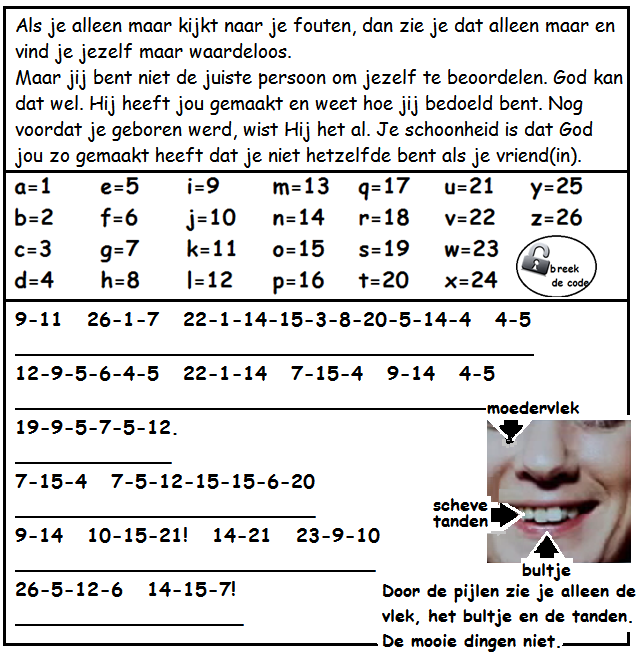 Als je alleen maar kijkt naar je fouten, dan zie je dat alleen maar en
vind je jezelf maar waardeloos.
Maar jij bent niet de juiste persoon om jezelf te beoordelen. God kan
dat wel. Hij heeft jou gemaakt en weet hoe jij bedoeld bent. Nog
voordat je geboren werd, wist Hij het al. Je schoonheid is dat God
jou zo gemaakt heeft dat je niet hetzelfde bent als je vriend(in).
a=1 e=5 i=9 m=13 q=17 u=21 y=25
b=2 f=6 j=10 n=14 r=18 v=22 z=26
c=3 g=7 k=11 o=15 s=19 w=23
d=4 h=8 l=12 p=16 t=20 x=24
breek
de code
9-11 26-1-7 22-1-14-15-3-8-20-5-14-4 4-5
12-9-5-6-4-5 22-1-14 7-15-4 9-14 4-5
19-9-5-7-5-12.
7-15-4 7-5-12-15-15-6-20
9-14 10-15-21! 14-21 23-9-10
26-5-12-6 14-15-7!
moedervlek
scheve
tanden
bultje
Door de pijlen zie je alleen de
vlek, het bultje en de tanden.
De mooie dingen niet.